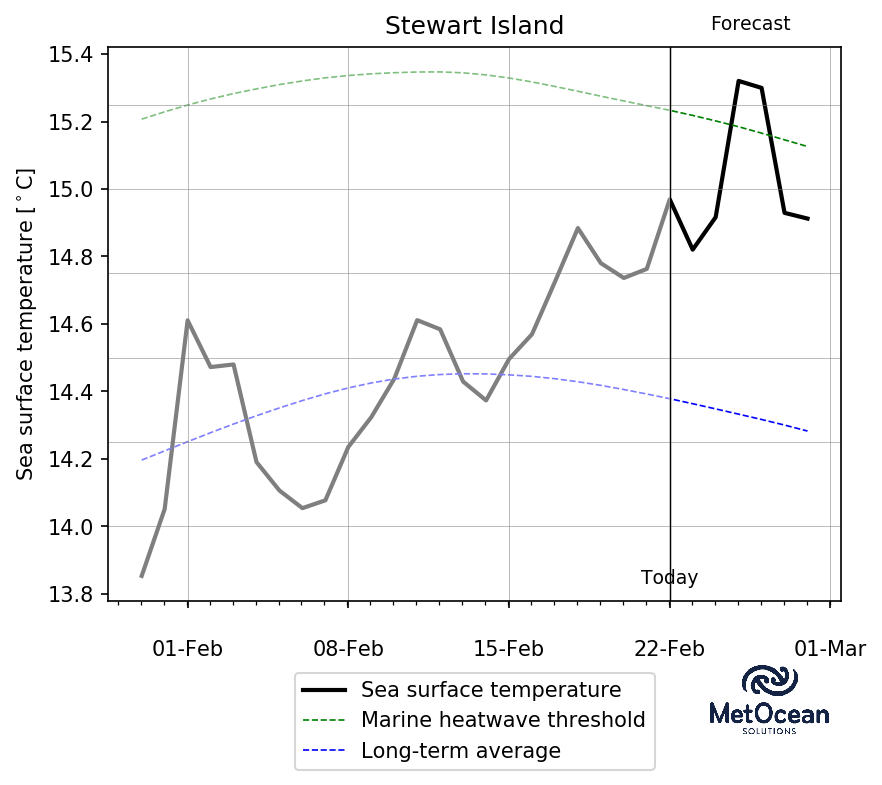 Stewart Island
Forecast
15.4
15.2
15.0
14.8
14.6
14.4
14.2
14.0
13.8
Sea surface temperature [°C]
Today
01-Feb 08-Feb 15-Feb 22-Feb 01-Mar
Sea surface temperature
Marine heatwave threshold
Long-term average
MetOcean
SOLUTIONS